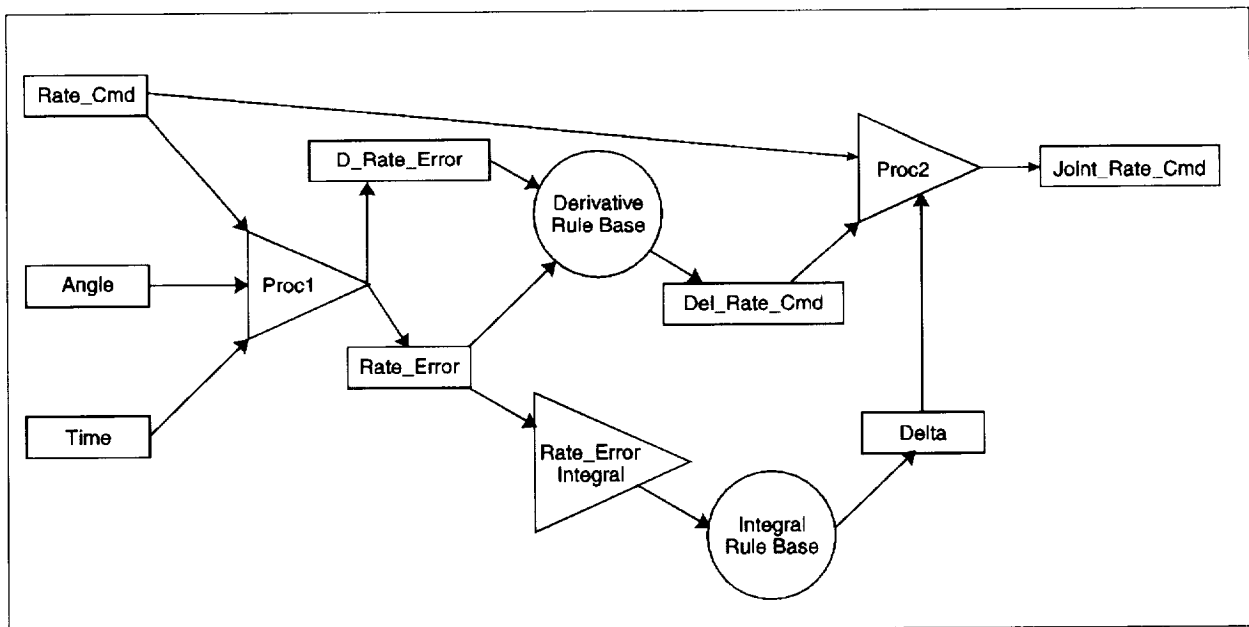 Rate_Cmd
D_Rate_Error
Proc2
Joint_Rate_Cmd
Derivative
Rule Base
Angle
Proc1
Del_Rate_Cmd
Rate_Error
Time
Delta
Rate_Error
Integral
Integral
Rule Base